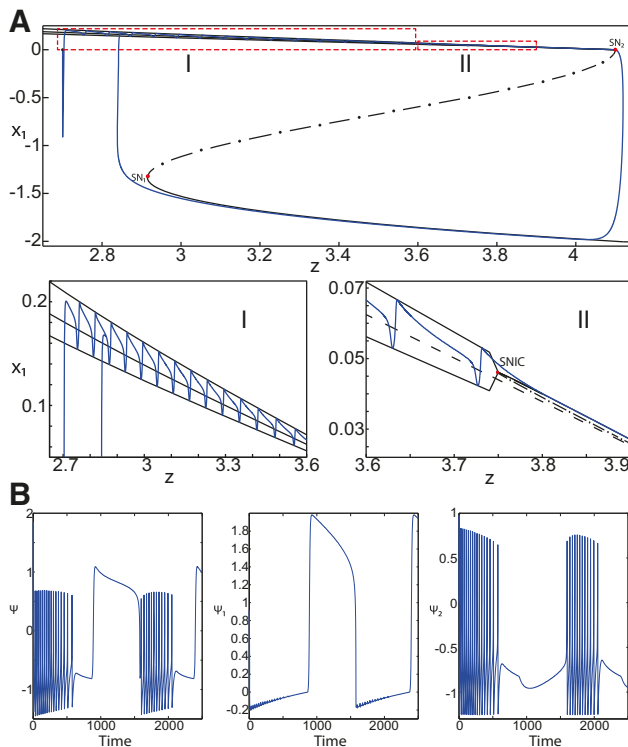 A
0
-0.5
-1
-1.5
-2
x₁
I
II
SN₁
SN₂
2.8 3 3.2 3.4 3.6 3.8 4
z
0.2
0.1
x₁
I
2.7 3 3.3 3.6
z
0.07
0.05
0.03
II
SNIC
3.6 3.7 3.8 3.9
z
B
2
1
0
-1
ψ
0 1000 2000
Time
1.8
1.6
1.4
1.2
1
0.8
0.6
0.4
0.2
0
-0.2
ψ₁
0 1000 2000
Time
1
0.5
0
-0.5
-1
ψ₂
0 1000 2000
Time